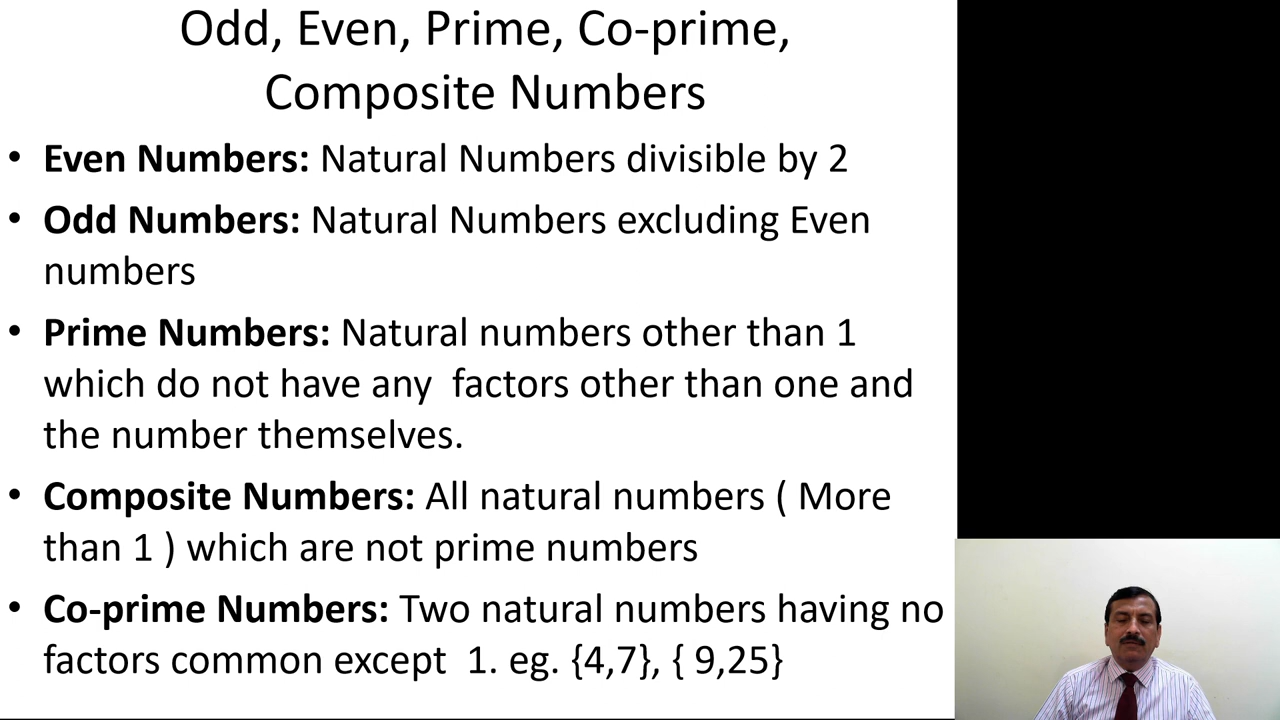 Odd, Even, Prime, Co-prime,
Composite Numbers
• Even Numbers: Natural Numbers divisible by 2
• Odd Numbers: Natural Numbers excluding Even
numbers
• Prime Numbers: Natural numbers other than 1
which do not have any  factors other than one and
the number themselves.
• Composite Numbers: All natural numbers ( More
than 1 ) which are not prime numbers
• Co-prime Numbers: Two natural numbers having no
factors common except  1. eg. {4,7}, { 9,25}